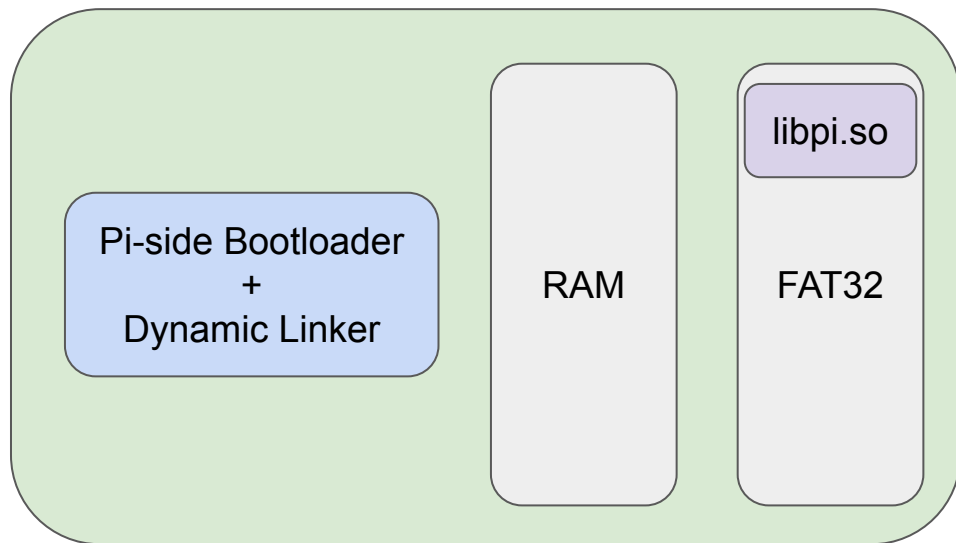 Pi-side Bootloader
+
Dynamic Linker
RAM
libpi.so
FAT32